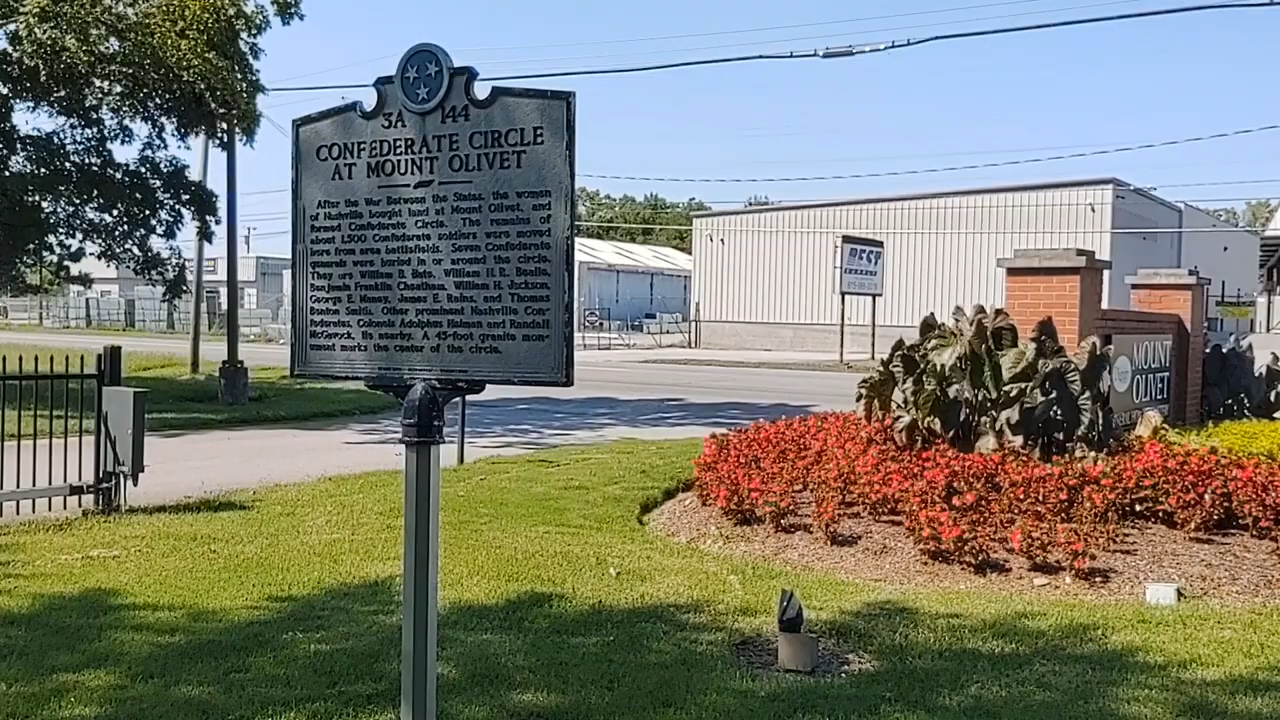 3A 144
CONFEDERATE CIRCLE
AT MOUNT OLIVET
After the War Between the States, the women
of Nashville bought land at Mount Olivet, and
formed Confederate Circle. The remains of
about 1,500 Confederate soldiers were moved
here from area battlefields. Seven Confederate
generals were buried in or around the circle.
They are William B. Bate, William H. R. Bealle,
Benjamin Franklin Cheatham, William H. Jackson,
George E. Maney, James E. Rains, and Thomas
Benton Smith. Other prominent Nashville Con-
federates, Colonels Adolphus Heiman and Randall
McGavock, lie nearby. A 45-foot granite mon-
ument marks the center of the circle.
BEST
SUPPLY
MOUNT
OLIVET